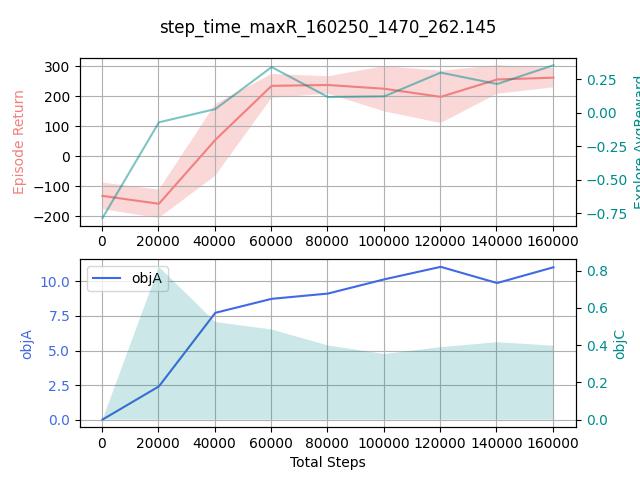 step_time_maxR_160250_1470_262.145
Episode Return
300
200
100
0
−100
−200
0.25
0.00
−0.25
−0.50
−0.75
Explore AvgReward
0 20000 40000 60000 80000 100000 120000 140000 160000
objA
objA
10.0
7.5
5.0
2.5
0.0
0.8
0.6
0.4
0.2
0.0
objC
0 20000 40000 60000 80000 100000 120000 140000 160000
Total Steps